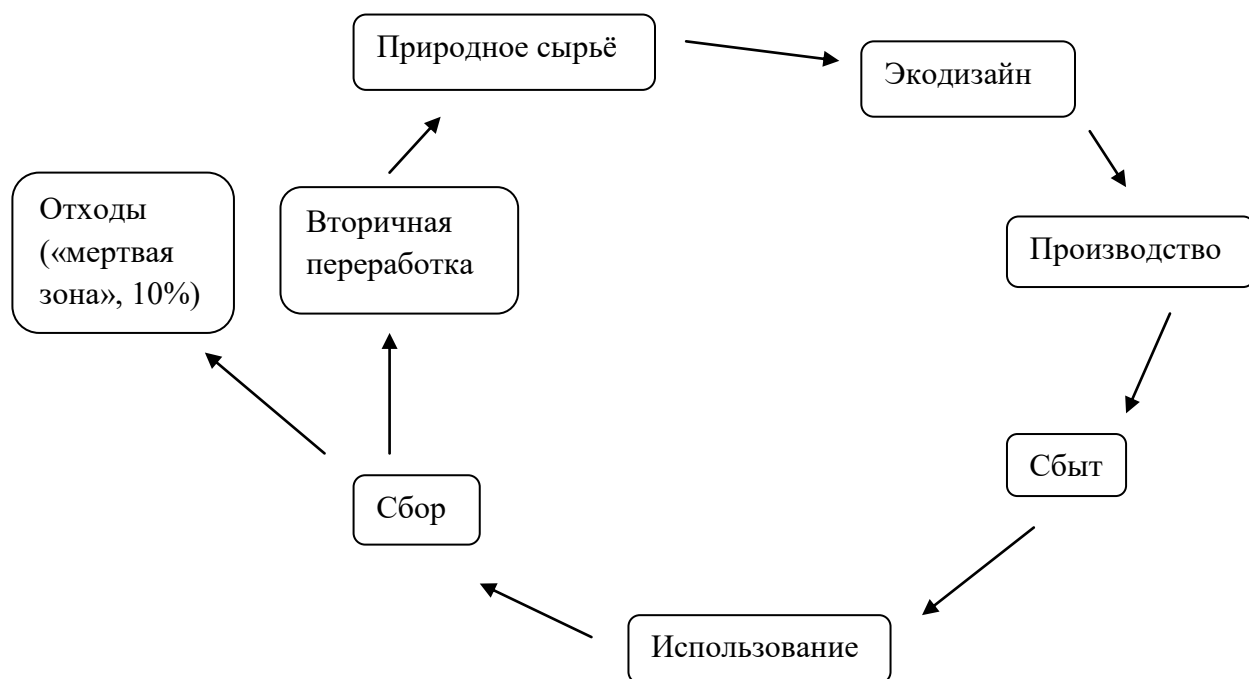 Природное сырьё
Экодизайн
Производство
Сбыт
Использование
Сбор
Вторичная
переработка
Отходы
(«мертвая
зона», 10%)